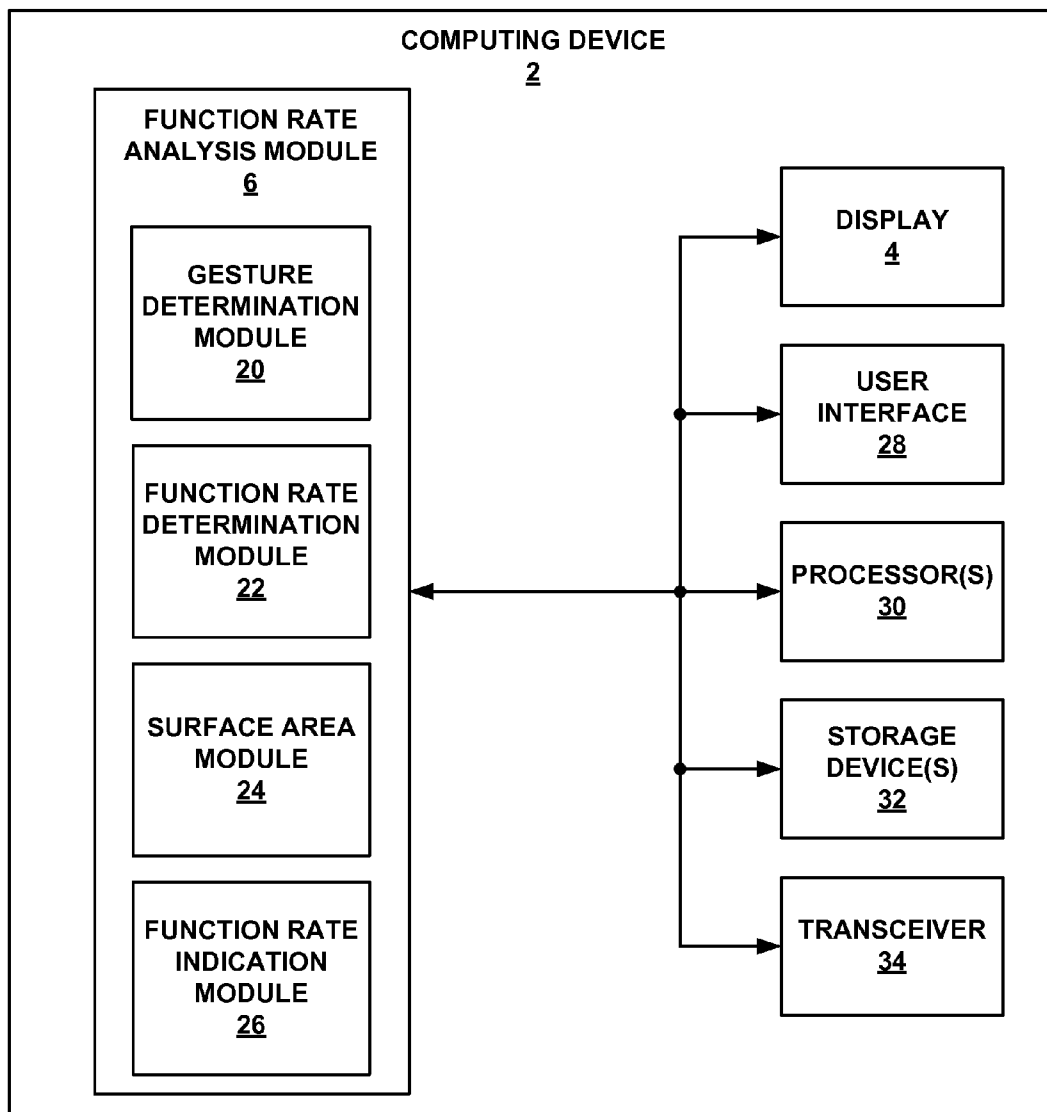 COMPUTING DEVICE
2
FUNCTION RATE
ANALYSIS MODULE
6
GESTURE
DETERMINATION
MODULE
20
FUNCTION RATE
DETERMINATION
MODULE
22
SURFACE AREA
MODULE
24
FUNCTION RATE
INDICATION
MODULE
26
DISPLAY
4
USER
INTERFACE
28
PROCESSOR(S)
30
STORAGE
DEVICE(S)
32
TRANSCEIVER
34